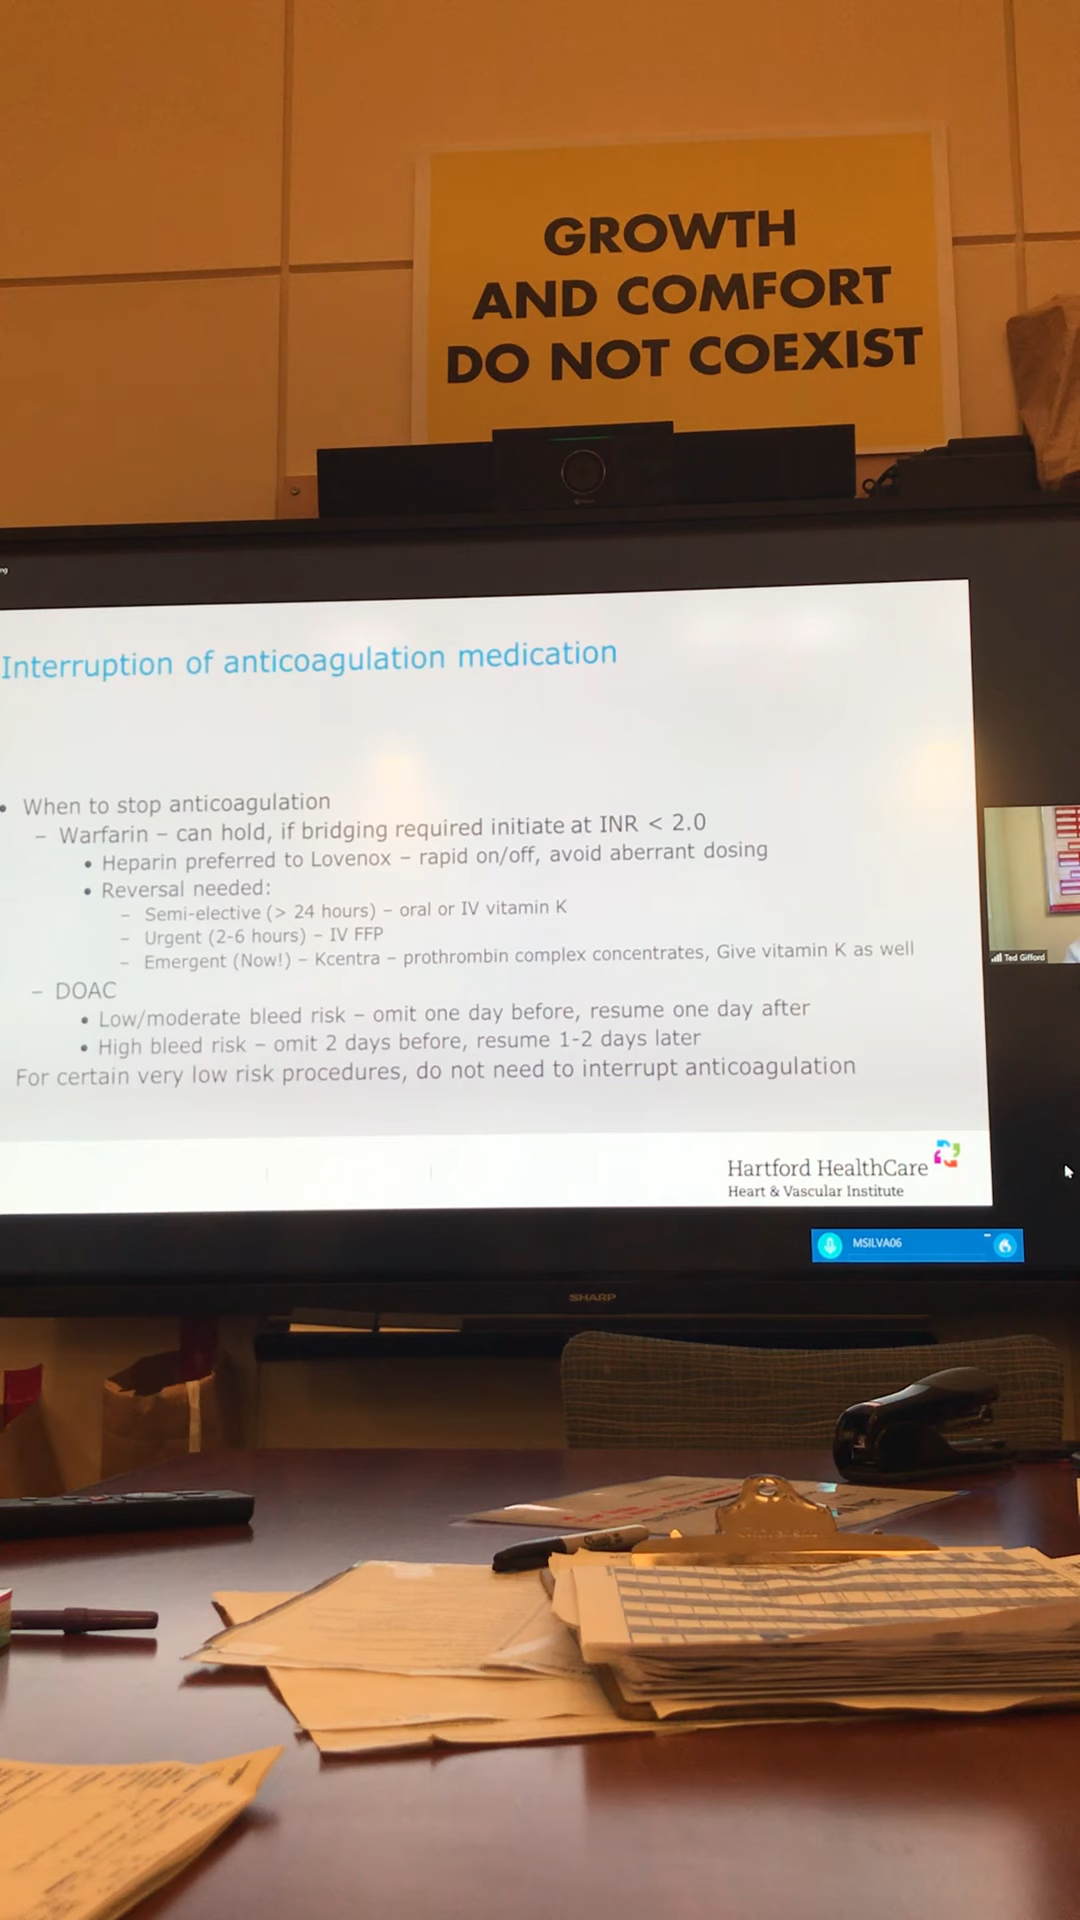 GROWTH
AND COMFORT
DO NOT COEXIST
ng
Interruption of anticoagulation medication
• When to stop anticoagulation
– Warfarin – can hold, if bridging required initiate at INR < 2.0
• Heparin preferred to Lovenox – rapid on/off, avoid aberrant dosing
• Reversal needed:
– Semi-elective (> 24 hours) – oral or IV vitamin K
– Urgent (2-6 hours) – IV FFP
– Emergent (Now!) – Kcentra – prothrombin complex concentrates, Give vitamin K as well
– DOAC
• Low/moderate bleed risk – omit one day before, resume one day after
• High bleed risk – omit 2 days before, resume 1-2 days later
For certain very low risk procedures, do not need to interrupt anticoagulation
Ted Gifford
Hartford HealthCare
Heart & Vascular Institute
MSILVA06
SHARP